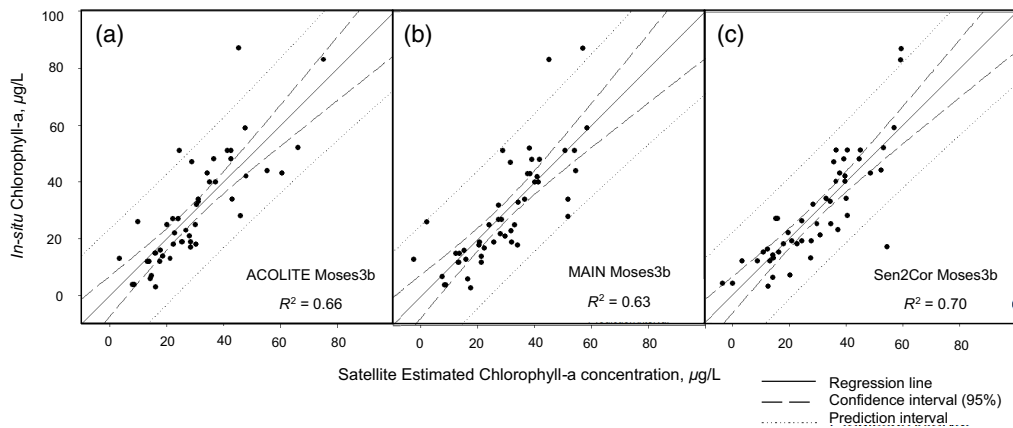 100
80
60
40
20
0
In-situ Chlorophyll-a, µg/L
(a)
ACOLITE Moses3b
R² = 0.66
(b)
MAIN Moses3b
R² = 0.63
(c)
Sen2Cor Moses3b
R² = 0.70
0 20 40 60 80 0 20 40 60 80 0 20 40 60 80
Satellite Estimated Chlorophyll-a concentration, µg/L
Regression line
Confidence interval (95%)
Prediction interval